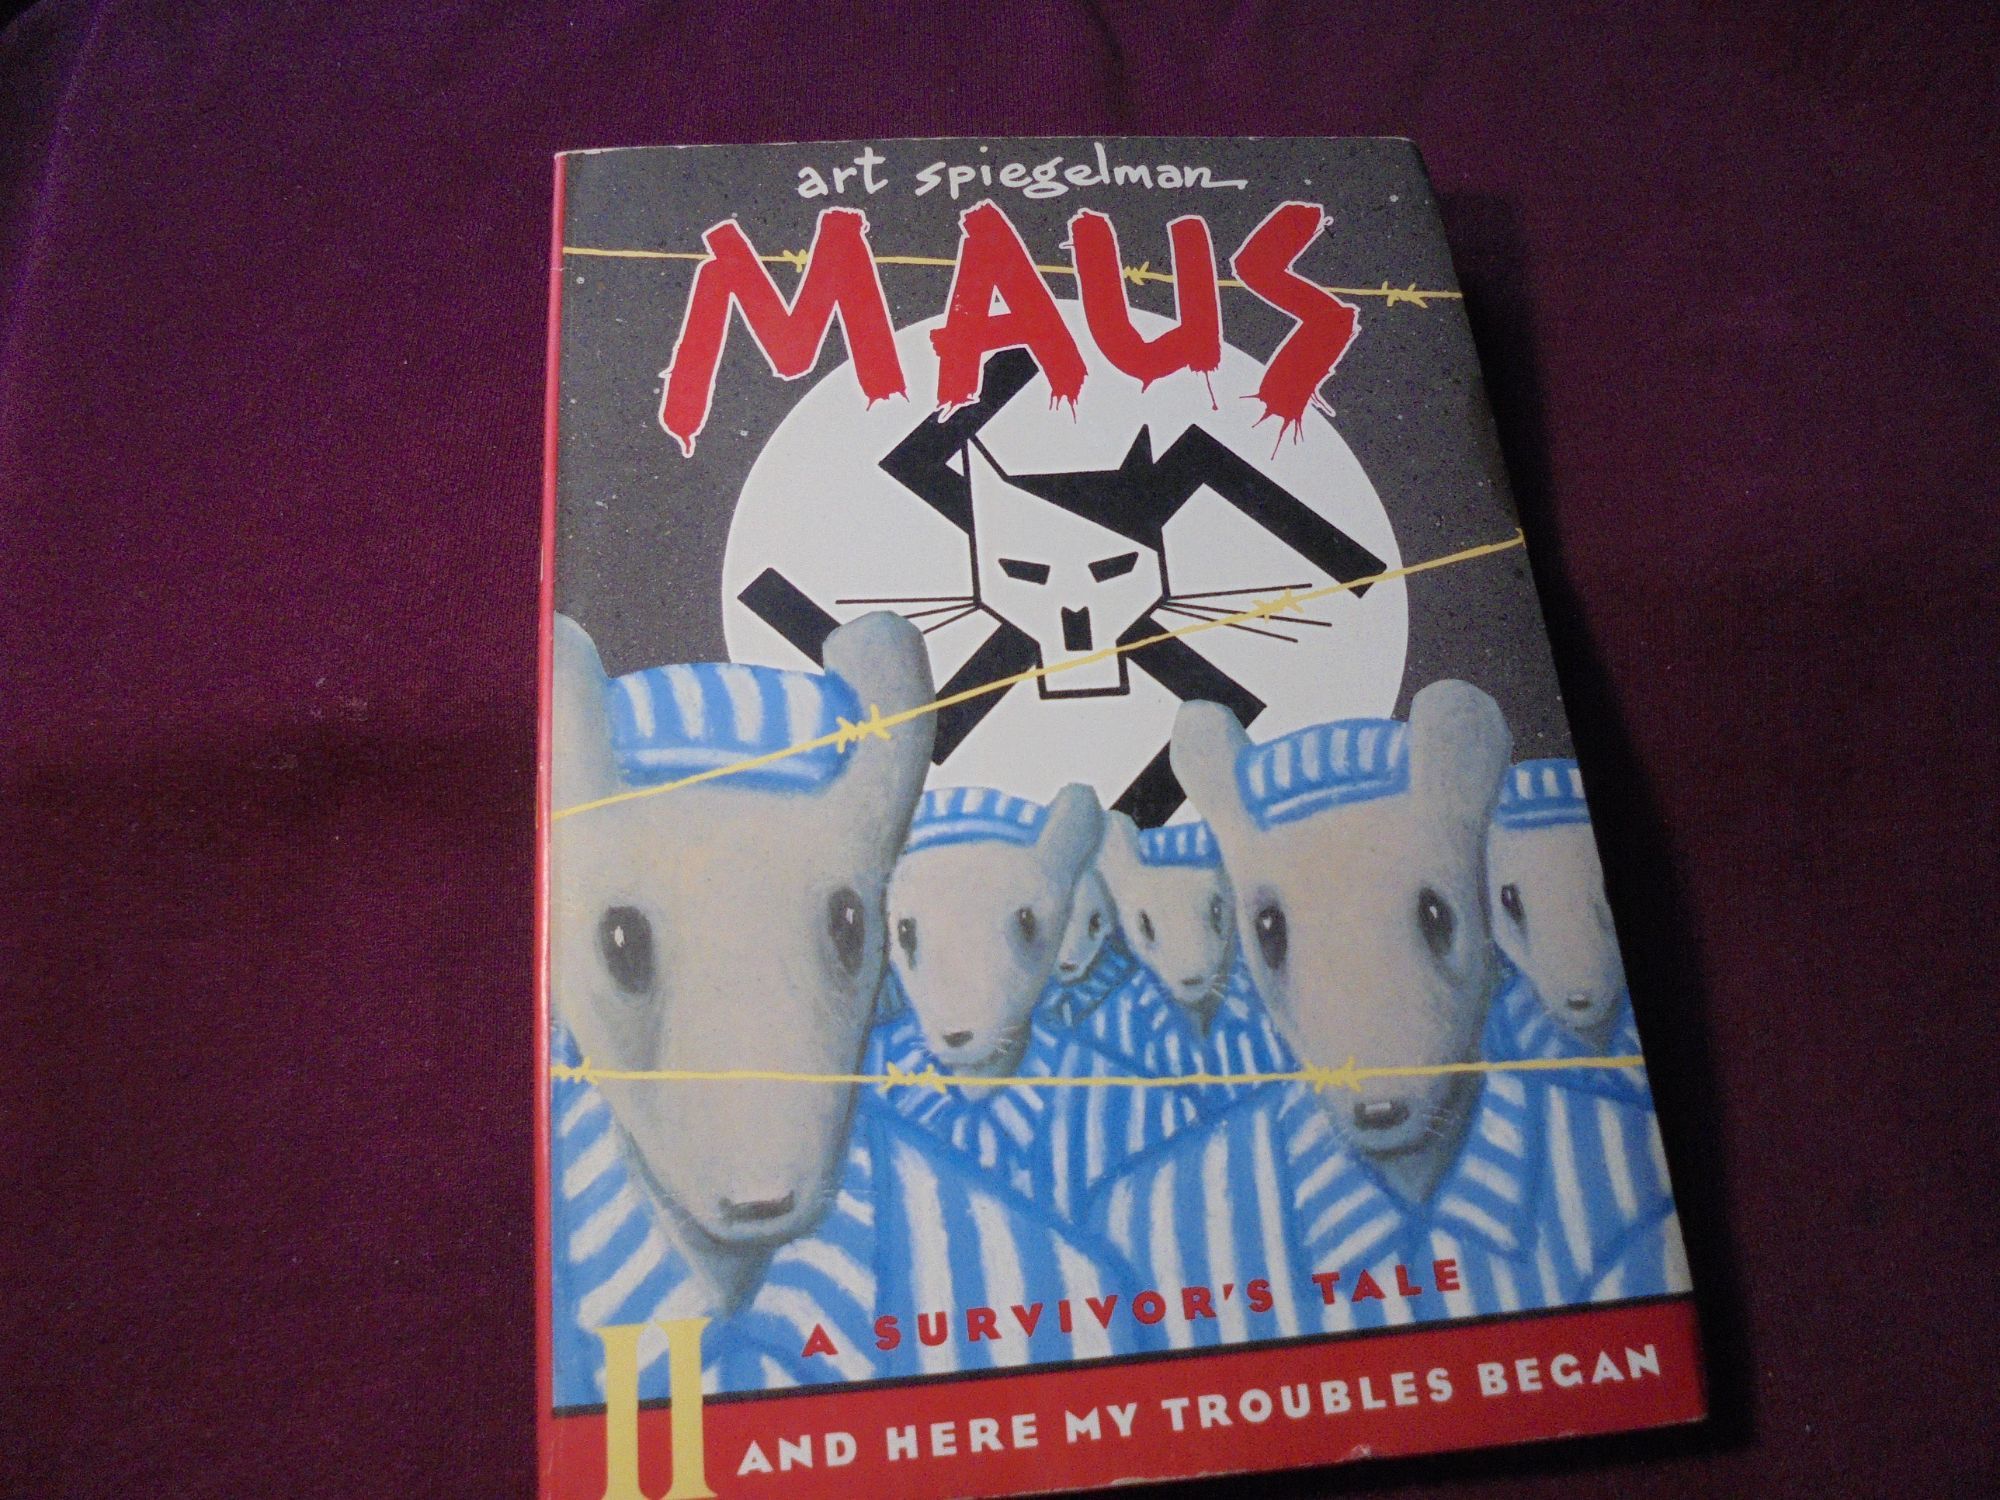 art spiegelman
MAUS
A SURVIVOR'S TALE
II
AND HERE MY TROUBLES BEGAN